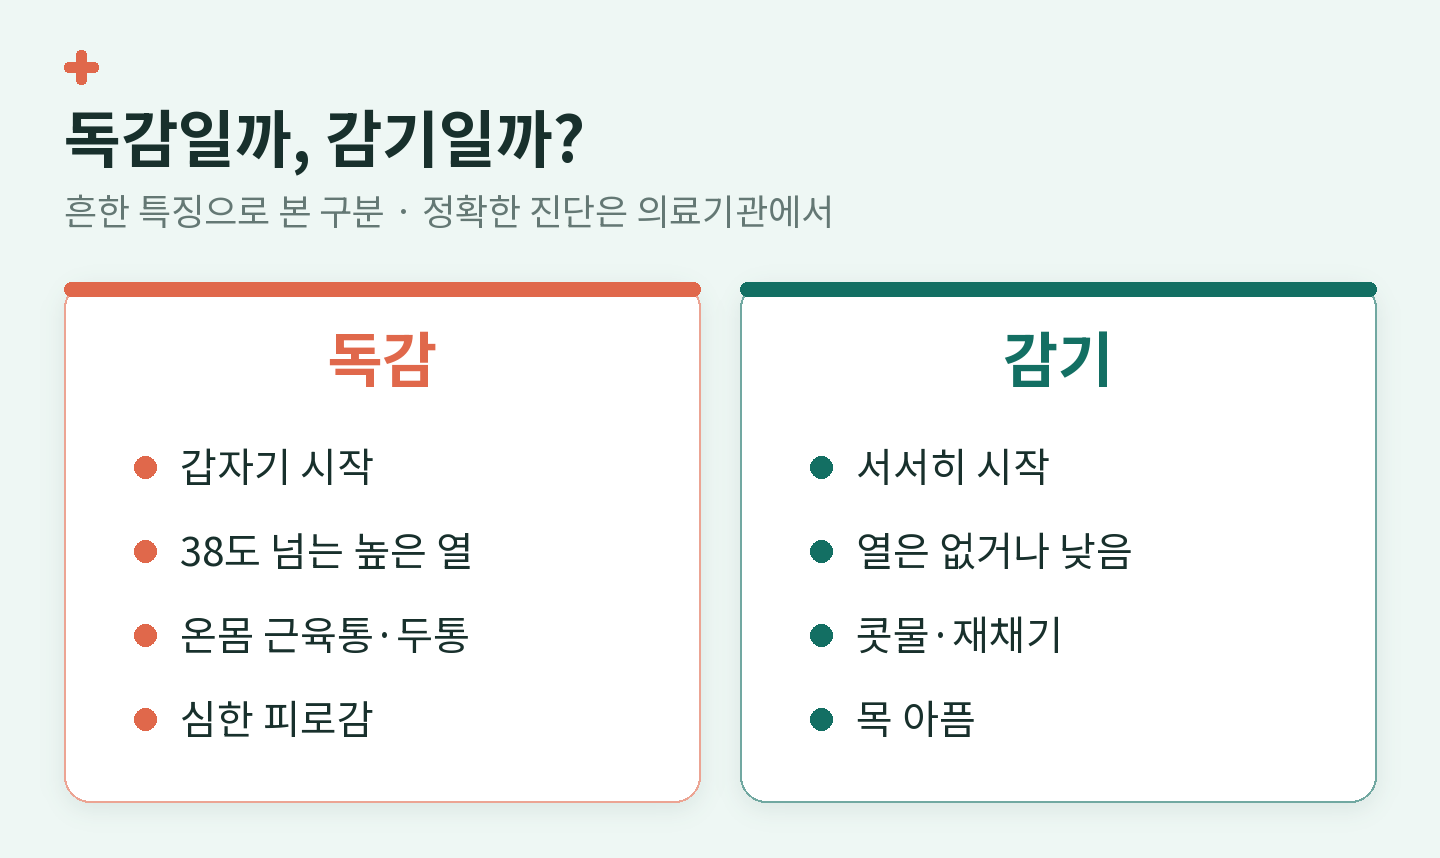 독감일까, 감기일까?
흔한 특징으로 본 구분 · 정확한 진단은 의료기관에서
독감
갑자기 시작
38도 넘는 높은 열
온몸 근육통·두통
심한 피로감
감기
서서히 시작
열은 없거나 낮음
콧물·재채기
목 아픔